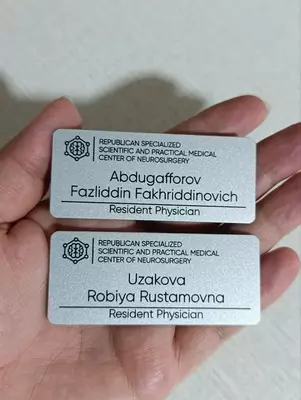 REPUBLICAN SPECIALIZED
SCIENTIFIC AND PRACTICAL MEDICAL
CENTER OF NEUROSURGERY
Abdugafforov
Fazliddin Fakhriddinovich
Resident Physician
REPUBLICAN SPECIALIZED
SCIENTIFIC AND PRACTICAL MEDICAL
CENTER OF NEUROSURGERY
Uzakova
Robiya Rustamovna
Resident Physician